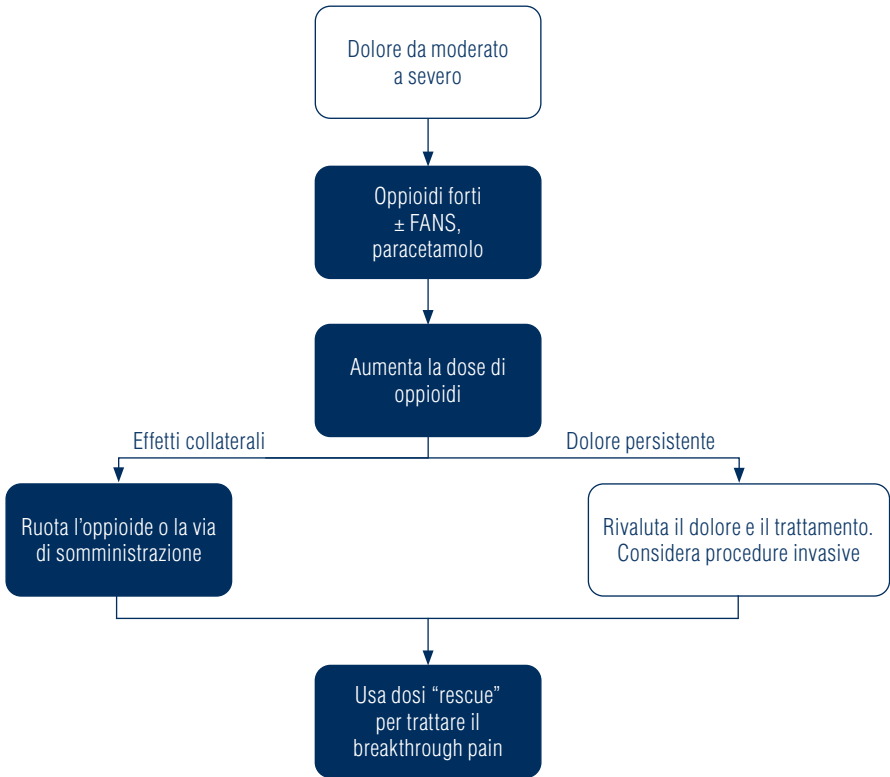 Dolore da moderato
a severo
Oppioidi forti
± FANS,
paracetamolo
Aumenta la dose di
oppioidi
Effetti collaterali
Dolore persistente
Ruota l’oppioide o la via
di somministrazione
Rivaluta il dolore e il trattamento.
Considera procedure invasive
Usa dosi “rescue”
per trattare il
breakthrough pain